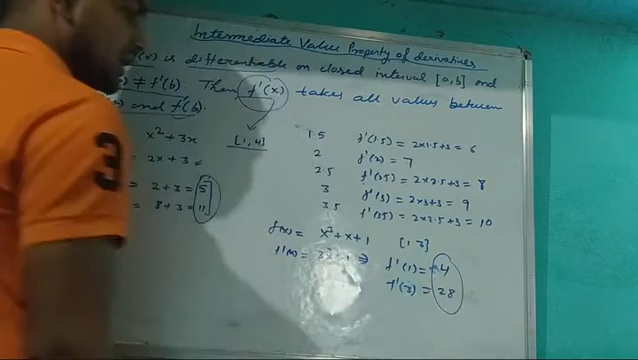 Intermediate Value Property of derivatives
(x) is differentiable on closed interval [a,b] and
) ≠ f'(b). Then f'(x) takes all values between
and f'(b).
x² + 3x [1,4]
= 2x + 3
= 2+3 = 5
= 8+3 = 11
1.5 f'(1.5) = 2×1.5+3 = 6
2 f'(2) = 7
2.5 f'(2.5) = 2×2.5+3 = 8
3 f'(3) = 2×3+3 = 9
3.5 f'(3.5) = 2×3.5+3 = 10
f(x) = x³ + x + 1 [1,3]
f'(x) = ⇒ f'(1) = 4
f'(3) = 28
3